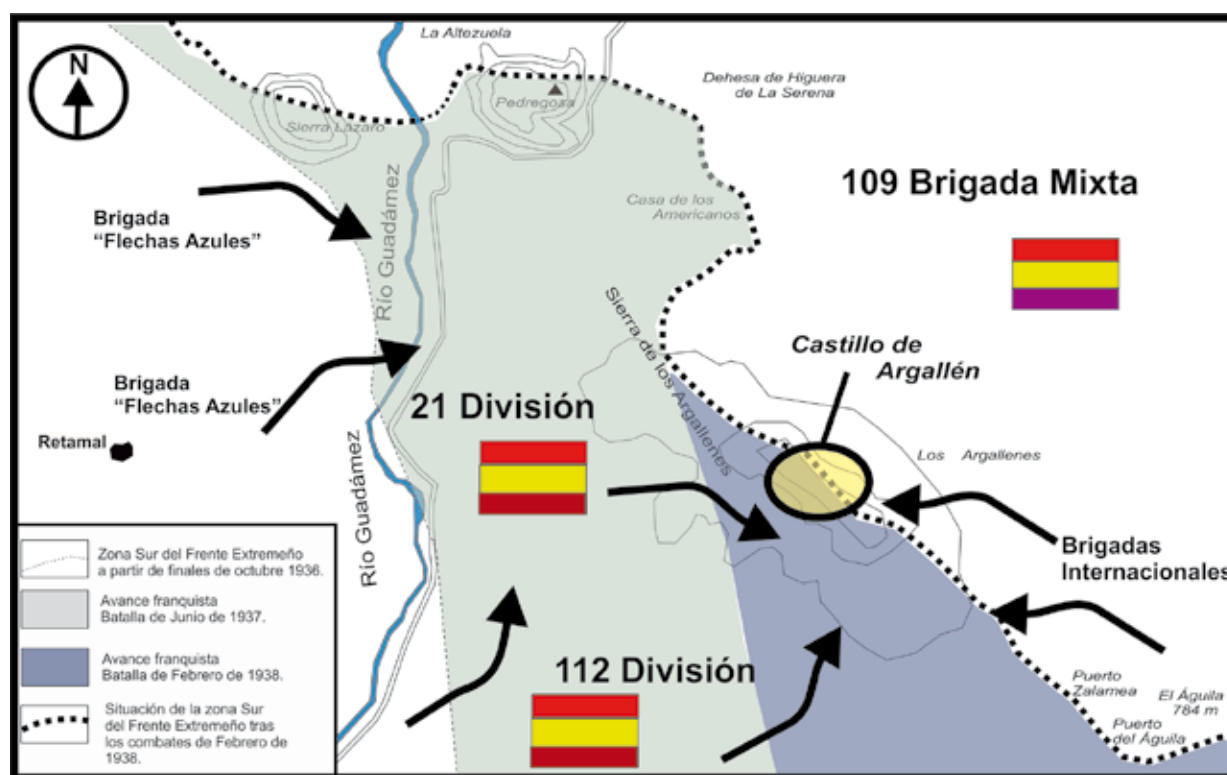 La Altezuela
N
Dehesa de Higuera
de La Serena
Pedregosa
Sierra Lázaro
109 Brigada Mixta
Casa de los
Americanos
Brigada
“Flechas Azules”
Río Guadámez
Sierra de los Argallenes
Castillo de
Argallén
Brigada
“Flechas Azules”
21 División
Retamal
Los Argallenes
Río Guadámez
Brigadas
Internacionales
112 División
Puerto
Zalamea
El Águila
784 m
Puerto
del Águila
Zona Sur del Frente Extremeño
a partir de finales de octubre 1936.
Avance franquista
Batalla de Junio de 1937.
Avance franquista
Batalla de Febrero de 1938.
Situación de la zona Sur
del Frente Extremeño tras
los combates de Febrero de
1938.